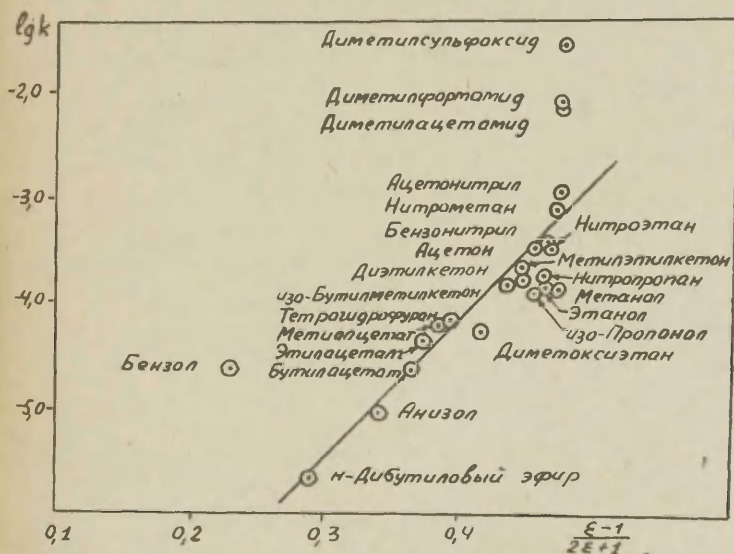 lgk
Диметилсульфоксид
-2,0
Диметилформамид
Диметилацетамид
Ацетонитрил
-3,0
Нитрометан
Бензонитрил Нитроэтан
Ацетон Метилэтилкетон
Диэтилкетон Нитропропан
изо-Бутилметилкетон Метанол
-4,0
Тетрагидрофуран Этанол
Метилацетат изо-Пропанол
Этилацетат Диметоксиэтан
Бензол Бутилацетат
-5,0
Анизол
н-Дибутиловый эфир
0,1 0,2 0,3 0,4 ε-1
2ε+1